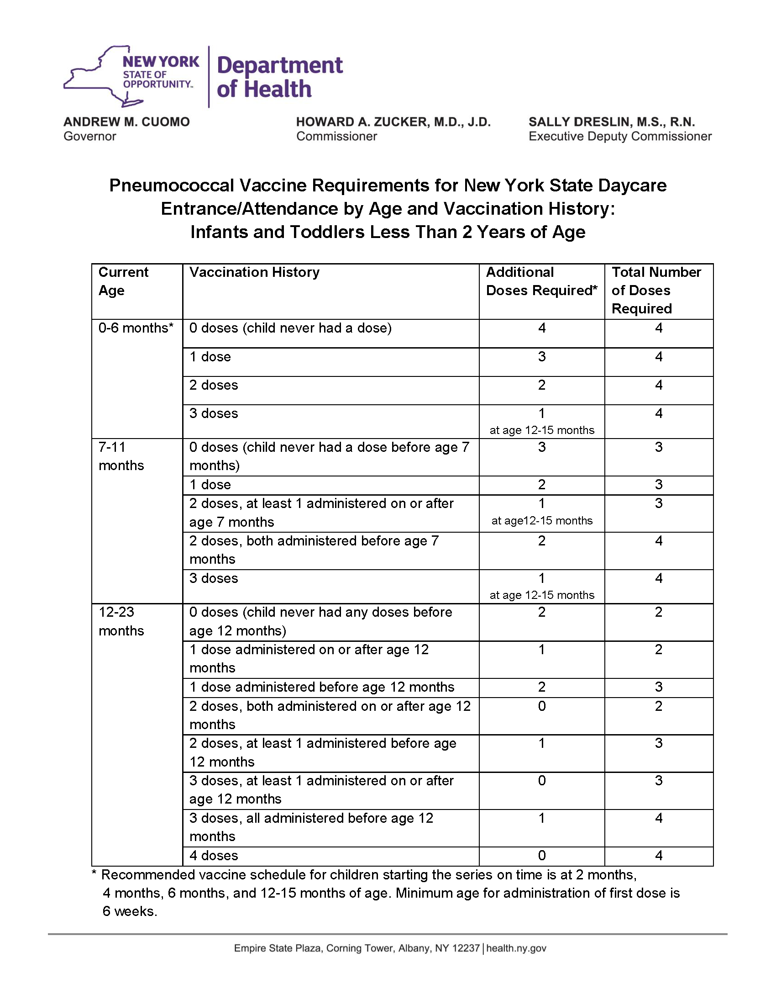 NEW YORK
STATE OF
OPPORTUNITY™
Department
of Health
ANDREW M. CUOMO
Governor
HOWARD A. ZUCKER, M.D., J.D.
Commissioner
SALLY DRESLIN, M.S., R.N.
Executive Deputy Commissioner
Pneumococcal Vaccine Requirements for New York State Daycare
Entrance/Attendance by Age and Vaccination History:
Infants and Toddlers Less Than 2 Years of Age
Current
Age
Vaccination History
Additional
Doses Required*
Total Number
of Doses
Required
0-6 months*
0 doses (child never had a dose)
4
4
1 dose
3
4
2 doses
2
4
3 doses
1
at age 12-15 months
4
7-11
months
0 doses (child never had a dose before age 7
months)
3
3
1 dose
2
3
2 doses, at least 1 administered on or after
age 7 months
1
at age12-15 months
3
2 doses, both administered before age 7
months
2
4
3 doses
1
at age 12-15 months
4
12-23
months
0 doses (child never had any doses before
age 12 months)
2
2
1 dose administered on or after age 12
months
1
2
1 dose administered before age 12 months
2
3
2 doses, both administered on or after age 12
months
0
2
2 doses, at least 1 administered before age
12 months
1
3
3 doses, at least 1 administered on or after
age 12 months
0
3
3 doses, all administered before age 12
months
1
4
4 doses
0
4
* Recommended vaccine schedule for children starting the series on time is at 2 months,
4 months, 6 months, and 12-15 months of age. Minimum age for administration of first dose is
6 weeks.
Empire State Plaza, Corning Tower, Albany, NY 12237│health.ny.gov